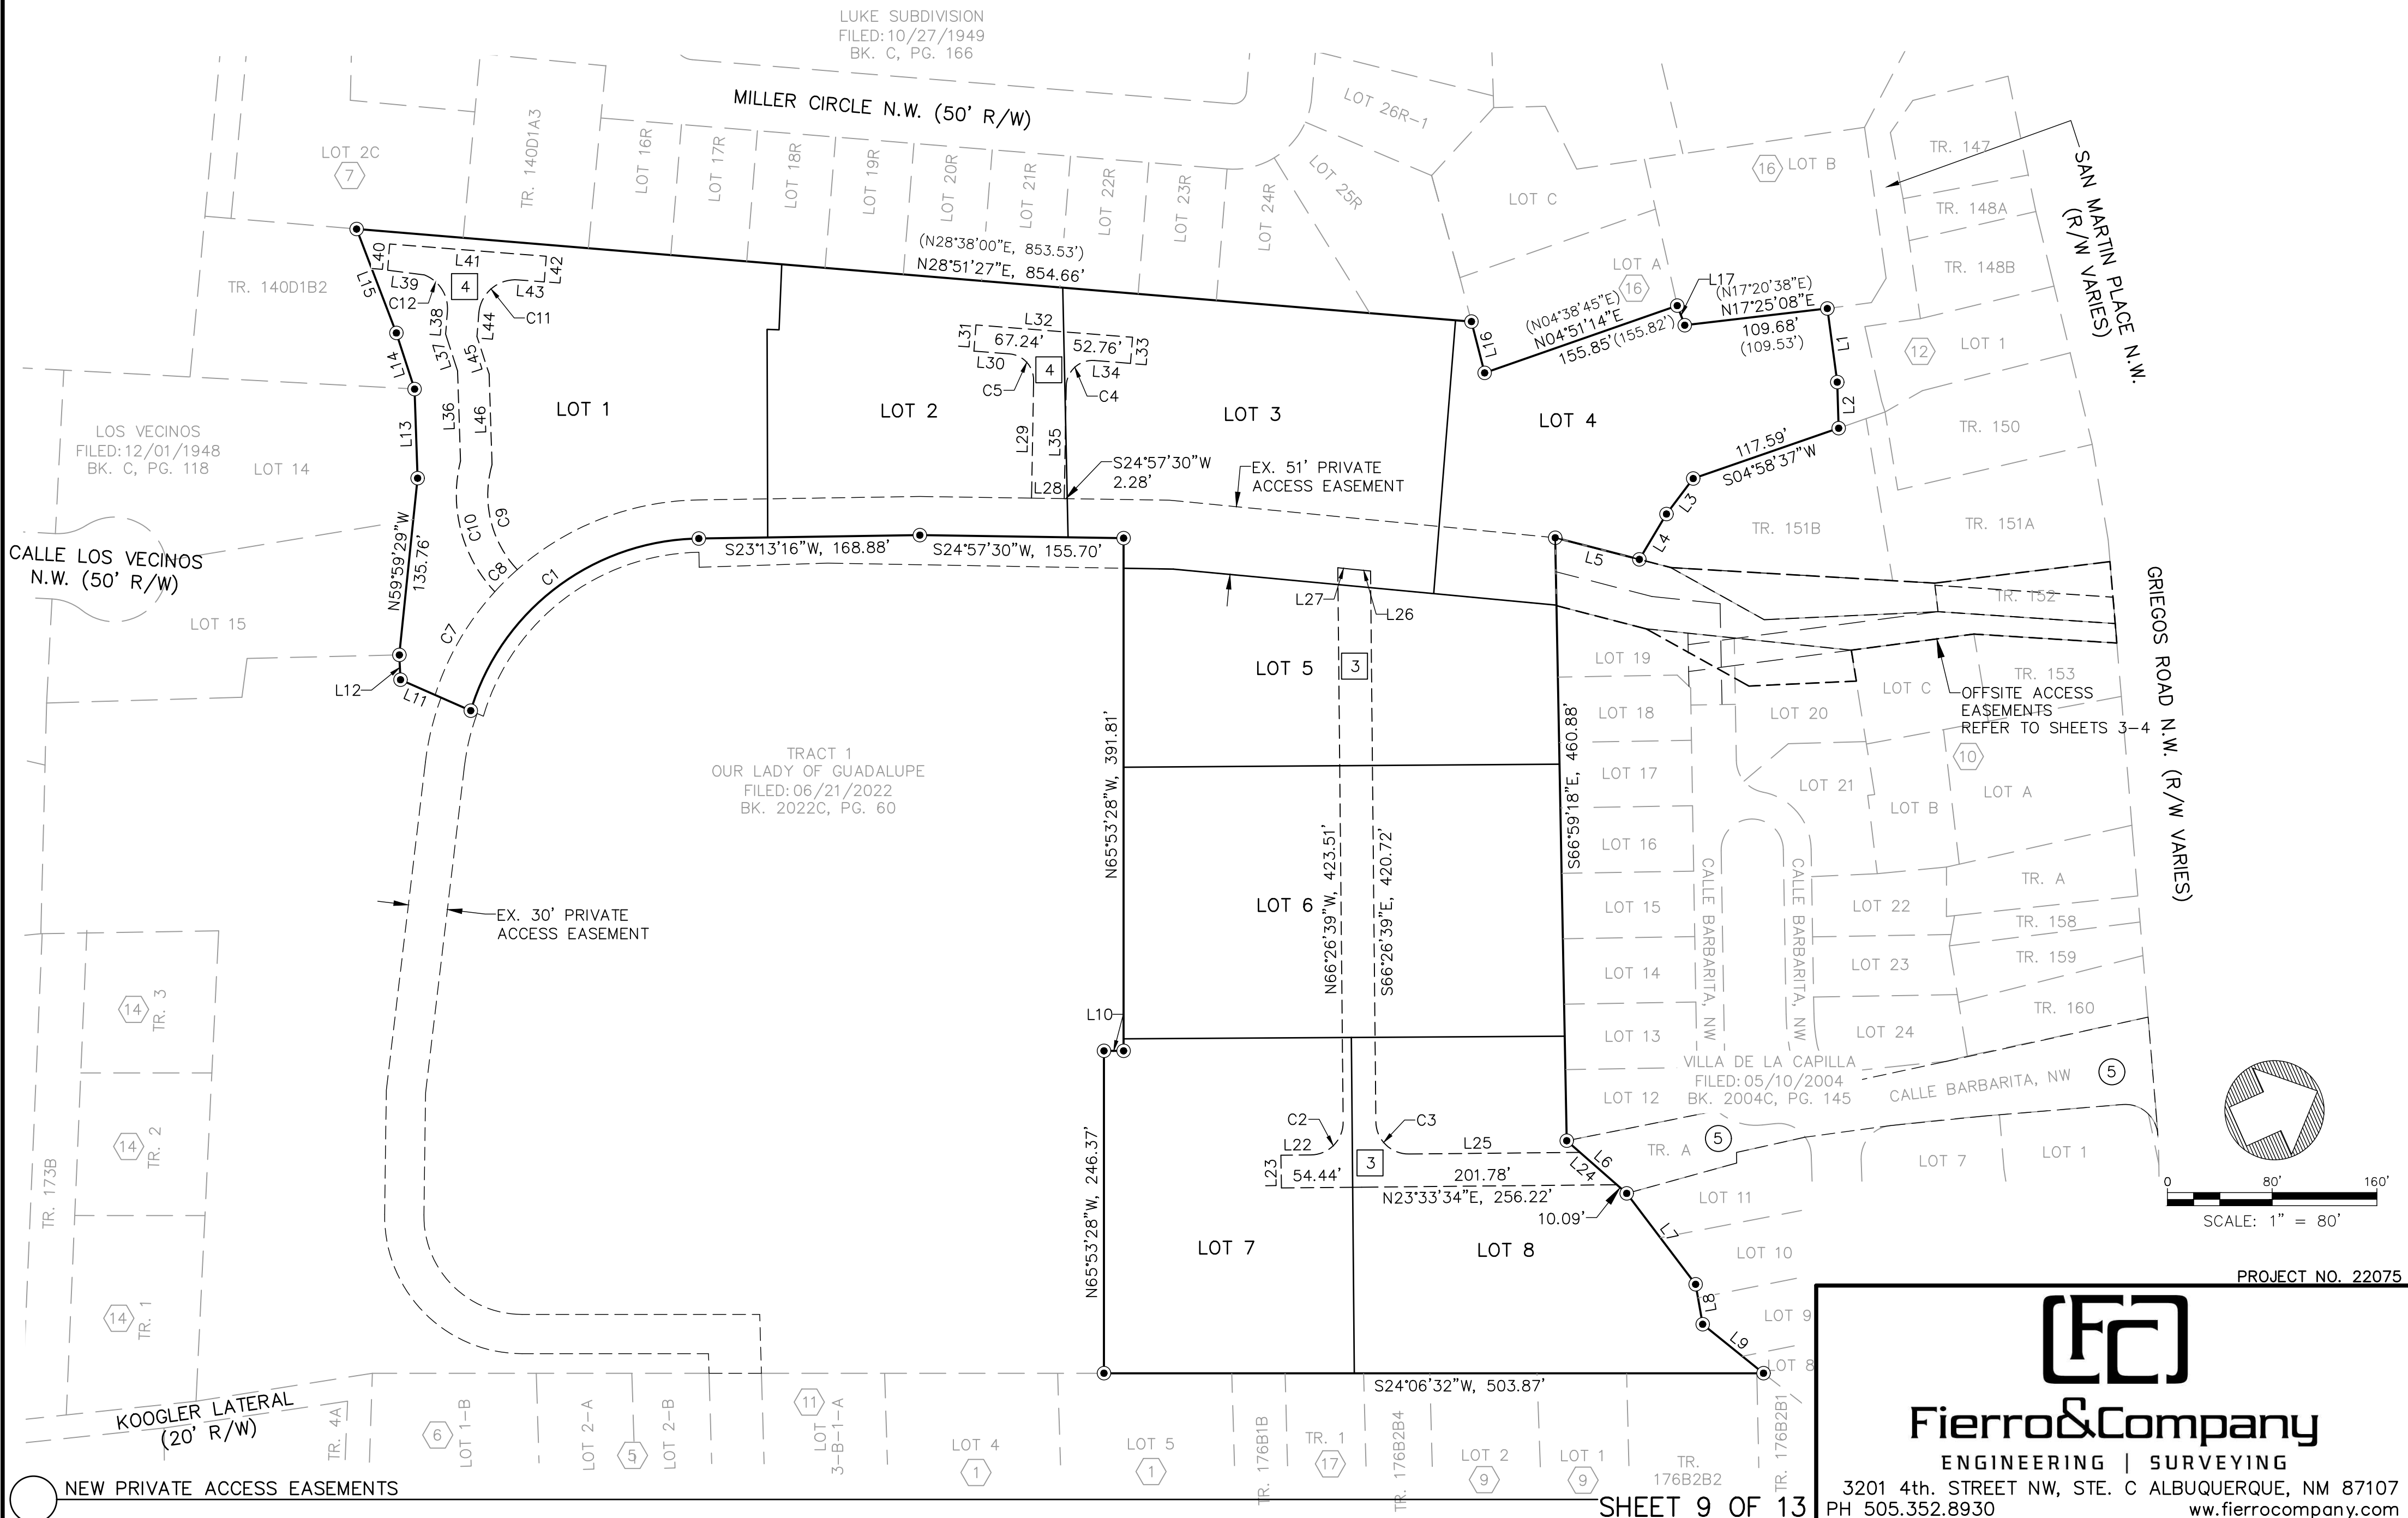 LUKE SUBDIVISION
FILED: 10/27/1949
BK. C, PG. 166
MILLER CIRCLE N.W. (50' R/W)
LOT 2C
7
TR. 140D1A3
LOT 16R
LOT 17R
LOT 18R
LOT 19R
LOT 20R
LOT 21R
LOT 22R
LOT 23R
LOT 24R
LOT 25R
LOT 26R-1
LOT C
16
LOT B
TR. 147
TR. 148A
TR. 148B
SAN MARTIN PLACE N.W.
(R/W VARIES)
(N28°38'00"E, 853.53')
N28°51'27"E, 854.66'
LOT A
16
L17
(N17°20'38"E)
N17°25'08"E
109.68'
(109.53')
(N04°38'45"E)
N04°51'14"E
155.85'
(155.82')
L16
L1
L2
12
LOT 1
TR. 150
TR. 151B
TR. 151A
TR. 152
TR. 153
TR. 140D1B2
L15
L40
L41
L42
L39
4
L43
C12
C11
L38
L44
L37
L45
L14
L13
L36
L46
C10
C9
C8
LOT 1
LOT 2
LOT 3
LOT 4
L31
L32
67.24'
52.76'
L33
L30
4
L34
C5
C4
L29
L35
L28
S24°57'30"W
2.28'
EX. 51' PRIVATE
ACCESS EASEMENT
117.59'
S04°58'37"W
L3
L4
L5
LOS VECINOS
FILED: 12/01/1948
BK. C, PG. 118
LOT 14
CALLE LOS VECINOS
N.W. (50' R/W)
LOT 15
N59°59'29"W
135.76'
C1
C7
L12
L11
S23°13'16"W, 168.88'
S24°57'30"W, 155.70'
L27
L26
LOT 5
3
LOT 19
LOT 18
LOT 17
LOT 16
LOT 15
LOT 14
LOT 13
LOT 12
LOT 20
LOT 21
LOT C
LOT B
LOT A
10
OFFSITE ACCESS
EASEMENTS
REFER TO SHEETS 3-4
GRIEGOS ROAD N.W. (R/W VARIES)
TRACT 1
OUR LADY OF GUADALUPE
FILED: 06/21/2022
BK. 2022C, PG. 60
N65°53'28"W, 391.81'
S66°59'18"E, 460.88'
N66°26'39"W, 423.51'
S66°26'39"E, 420.72'
LOT 6
EX. 30' PRIVATE
ACCESS EASEMENT
CALLE BARBARITA, NW
CALLE BARBARITA, NW
LOT 22
LOT 23
LOT 24
TR. A
TR. 158
TR. 159
TR. 160
14
TR. 3
14
TR. 2
14
TR. 1
TR. 173B
L10
VILLA DE LA CAPILLA
FILED: 05/10/2004
BK. 2004C, PG. 145
CALLE BARBARITA, NW
5
5
TR. A
LOT 7
LOT 1
LOT 11
LOT 10
LOT 9
LOT 8
C2
C3
L22
L23
54.44'
3
L25
201.78'
N23°33'34"E, 256.22'
L6
L24
10.09'
L7
L8
L9
N65°53'28"W, 246.37'
LOT 7
LOT 8
S24°06'32"W, 503.87'
0
80'
160'
SCALE: 1" = 80'
KOOGLER LATERAL
(20' R/W)
TR. 4A
6
LOT 1-B
LOT 2-A
5
LOT 2-B
11
LOT
3-B-1-A
LOT 4
1
LOT 5
1
TR. 176B1B
TR. 1
17
TR. 176B2B4
LOT 2
9
LOT 1
9
TR.
176B2B2
TR. 176B2B1
PROJECT NO. 22075
FC
Fierro&Company
ENGINEERING | SURVEYING
3201 4th. STREET NW, STE. C ALBUQUERQUE, NM 87107
PH 505.352.8930
ww.fierrocompany.com
NEW PRIVATE ACCESS EASEMENTS
SHEET 9 OF 13